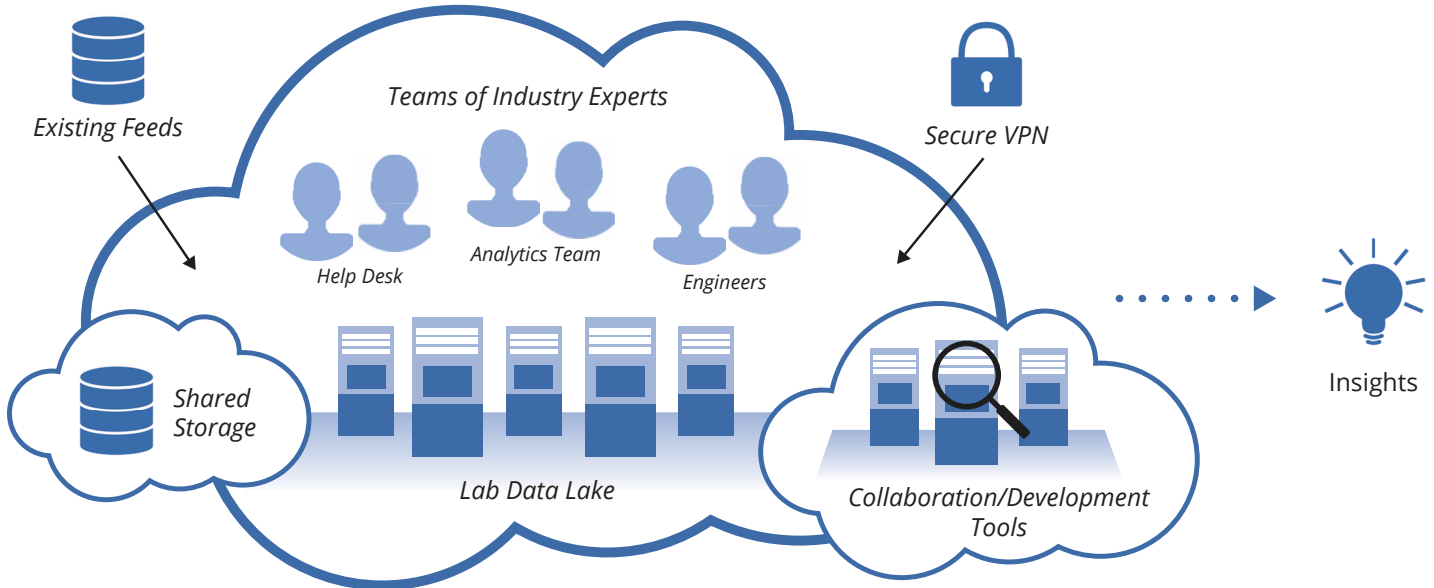 Teams of Industry Experts
Existing Feeds
Secure VPN
Help Desk
Analytics Team
Engineers
Shared
Storage
Lab Data Lake
Collaboration/Development
Tools
Insights